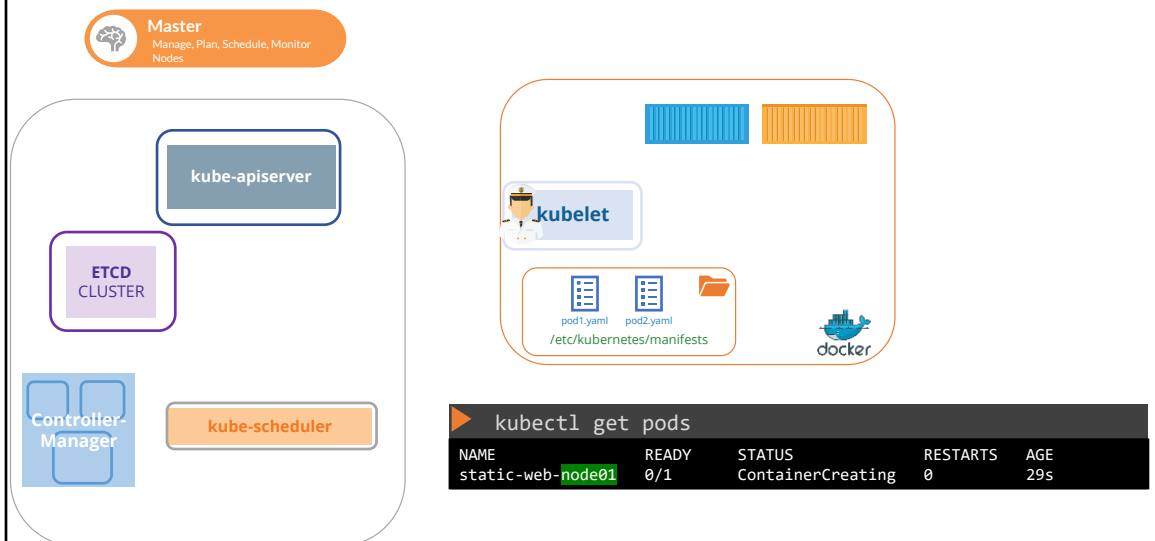 Master
Manage, Plan, Schedule, Monitor
Nodes
kube-apiserver
ETCD
CLUSTER
Controller-
Manager
kube-scheduler
kubelet
pod1.yaml
pod2.yaml
/etc/kubernetes/manifests
docker
kubectl get pods
NAME READY STATUS RESTARTS AGE
static-web-node01 0/1 ContainerCreating 0 29s